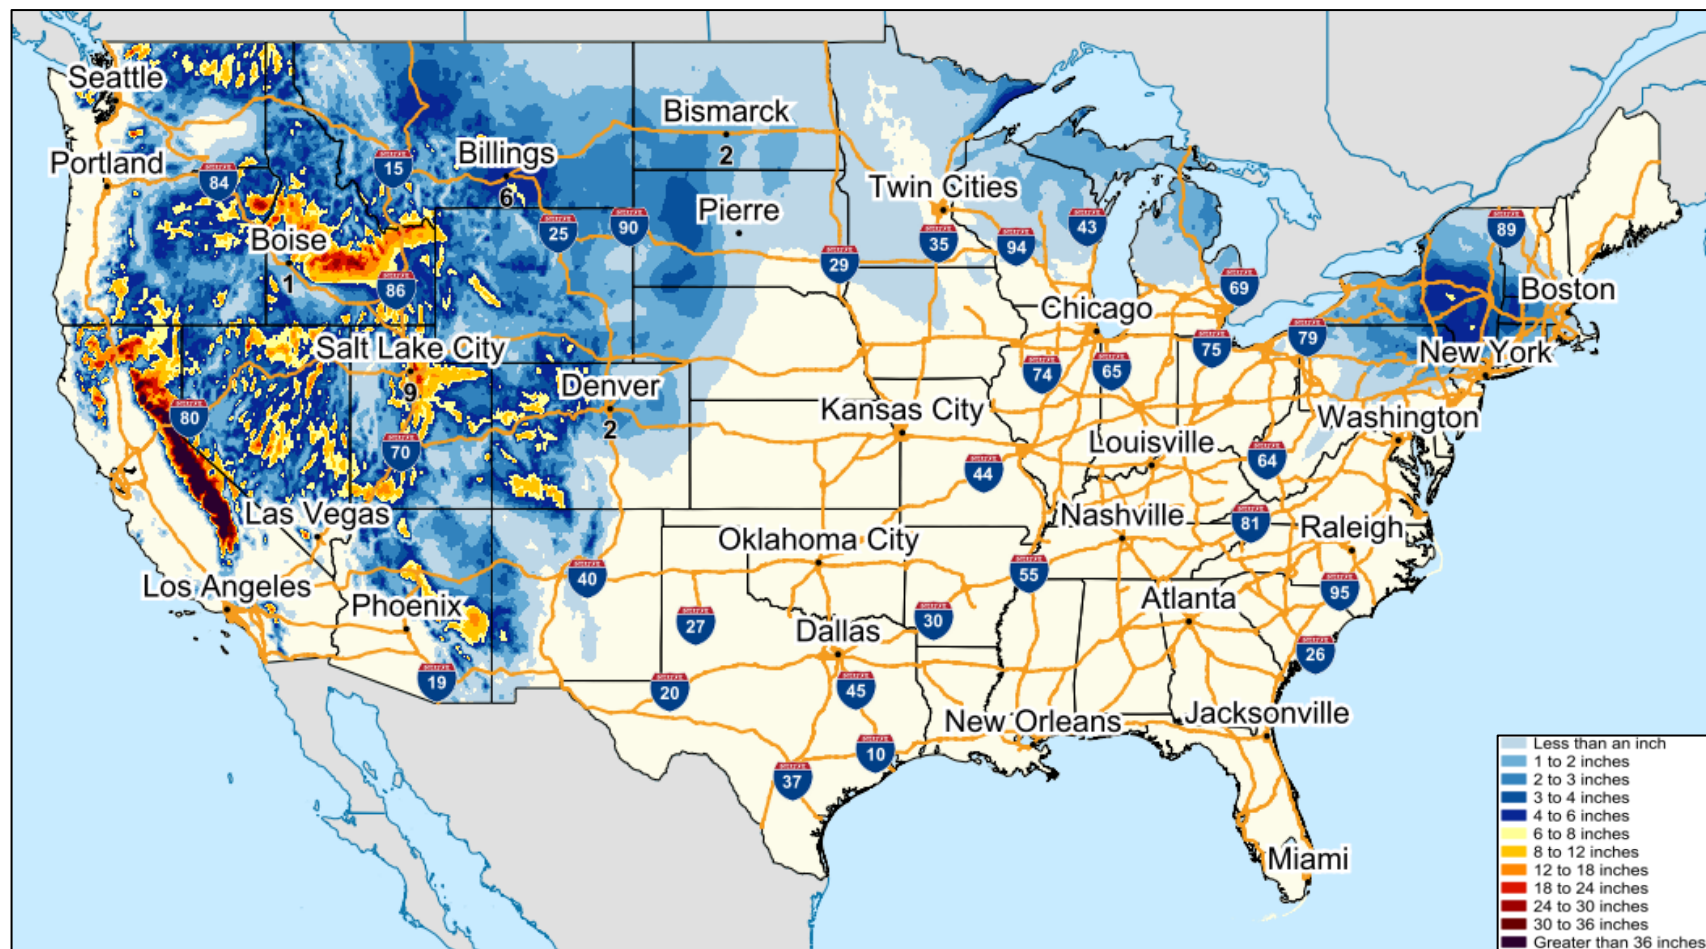 Seattle
Bismarck
2
Portland
84
15
Billings
6
Twin Cities
Pierre
25
90
35
94
43
89
Boise
1
86
29
69
Boston
Chicago
Salt Lake City
9
79
New York
75
74
65
Denver
2
80
70
Kansas City
Washington
Louisville
44
64
Las Vegas
Nashville
81
Raleigh
Oklahoma City
40
55
Los Angeles
Phoenix
95
Atlanta
27
30
Dallas
26
19
20
45
New Orleans
Jacksonville
10
37
Miami
Less than an inch
1 to 2 inches
2 to 3 inches
3 to 4 inches
4 to 6 inches
6 to 8 inches
8 to 12 inches
12 to 18 inches
18 to 24 inches
24 to 30 inches
30 to 36 inches
Greater than 36 inches